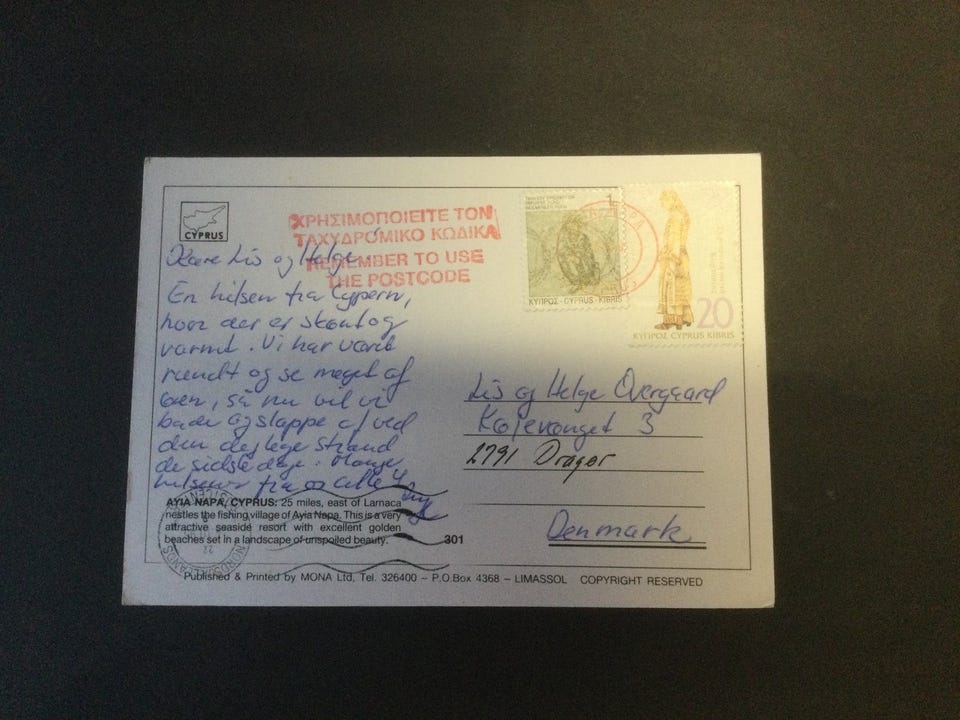 CYPRUS
ΧΡΗΣΙΜΟΠΟΙΕΙΤΕ ΤΟΝ
ΤΑΧΥΔΡΟΜΙΚΟ ΚΩΔΙΚΑ
REMEMBER TO USE
THE POSTCODE
1
ΚΥΠΡΟΣ - CYPRUS - KIBRIS
20
ΚΥΠΡΟΣ CYPRUS KIBRIS
Kære Lis og Helge
En hilsen fra Cypern,
hvor der er skønt og
varmt. Vi har været
rundt og se meget af
øen, så nu vil vi
bade og slappe af ved
den dejlige strand
de sidste dage. Mange
hilsner fra os alle 4
Lis og Helge Overgaard
Kojevænget 3
2791 Dragør
Denmark
AYIA NAPA, CYPRUS: 25 miles, east of Larnaca
nestles the fishing village of Ayia Napa. This is a very
attractive seaside resort with excellent golden
beaches set in a landscape of unspoiled beauty.
301
Published & Printed by MONA Ltd, Tel. 326400 – P.O.Box 4368 – LIMASSOL COPYRIGHT RESERVED